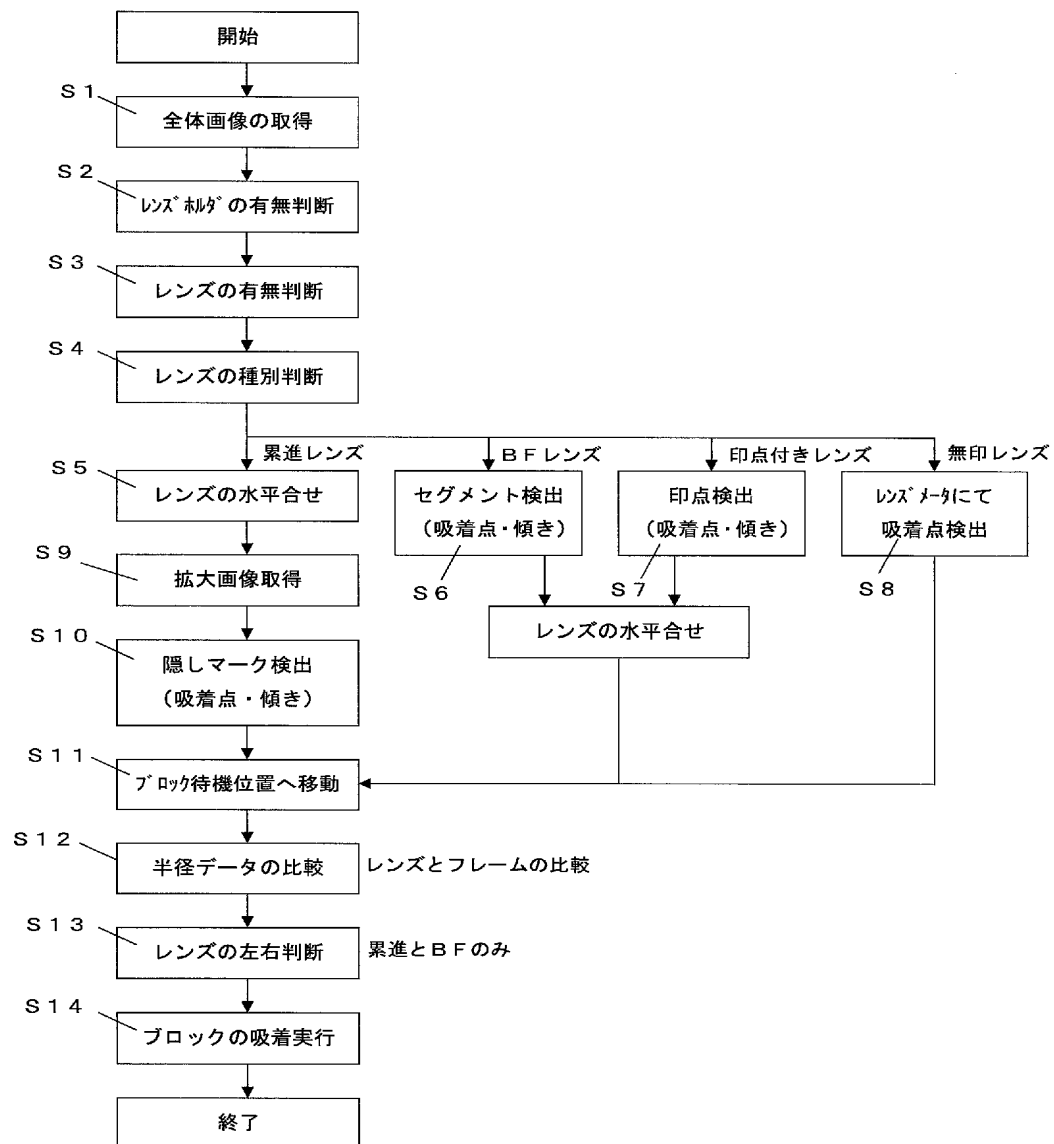 開始
S1
全体画像の取得
S2
ﾚﾝｽﾞﾎﾙﾀﾞの有無判断
S3
レンズの有無判断
S4
レンズの種別判断
累進レンズ
BFレンズ
印点付きレンズ
無印レンズ
S5
レンズの水平合せ
セグメント検出
(吸着点・傾き)
S6
印点検出
(吸着点・傾き)
S7
ﾚﾝｽﾞﾒｰﾀにて
吸着点検出
S8
レンズの水平合せ
S9
拡大画像取得
S10
隠しマーク検出
(吸着点・傾き)
S11
ﾌﾞﾛｯｸ待機位置へ移動
S12
半径データの比較
レンズとフレームの比較
S13
レンズの左右判断
累進とBFのみ
S14
ブロックの吸着実行
終了